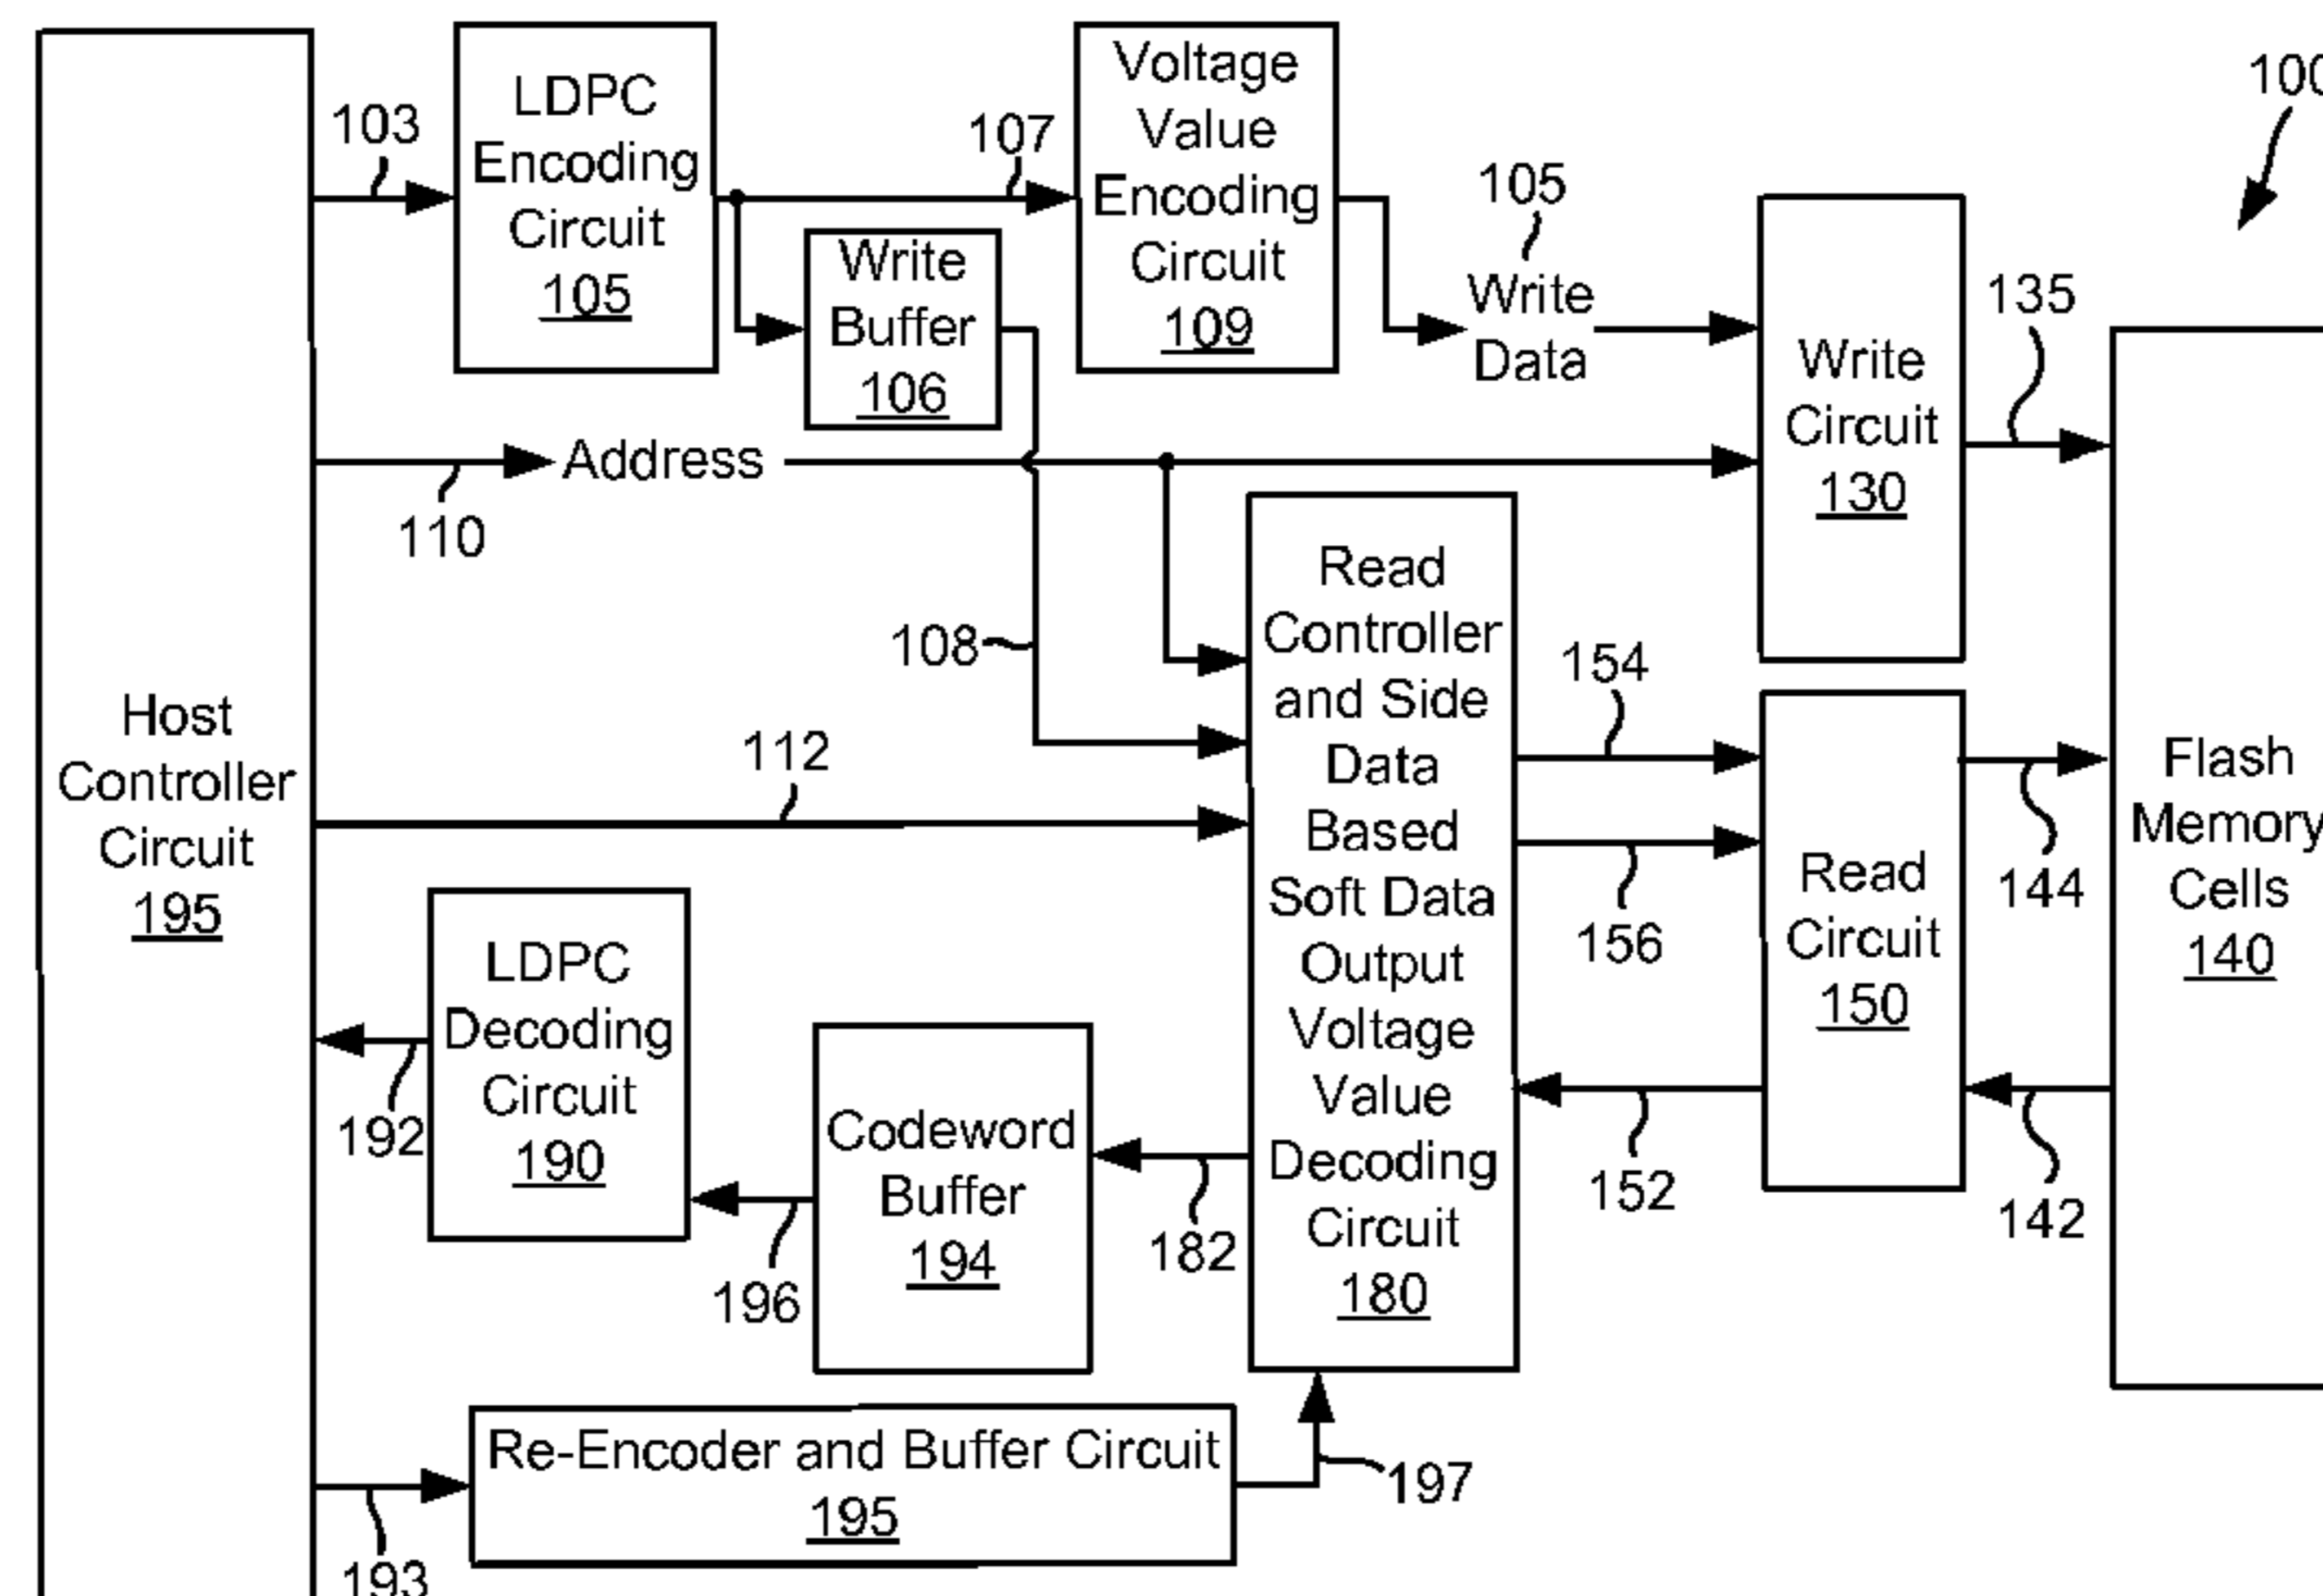 103
LDPC
Encoding
Circuit
105
107
Write
Buffer
106
Voltage
Value
Encoding
Circuit
109
105
Write
Data
100
Write
Circuit
130
135
Address
110
108
112
Host
Controller
Circuit
195
Read
Controller
and Side
Data
Based
Soft Data
Output
Voltage
Value
Decoding
Circuit
180
154
156
152
Read
Circuit
150
144
142
Flash
Memory
Cells
140
LDPC
Decoding
Circuit
190
192
Codeword
Buffer
194
196
182
Re-Encoder and Buffer Circuit
195
197
193